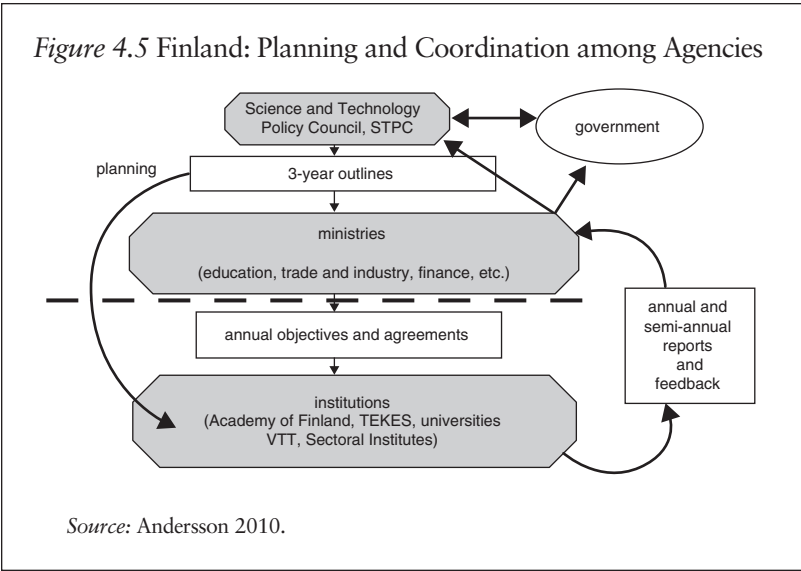 Figure 4.5 Finland: Planning and Coordination among Agencies
Science and Technology
Policy Council, STPC
government
planning
3-year outlines
ministries
(education, trade and industry, finance, etc.)
annual objectives and agreements
annual and
semi-annual
reports
and
feedback
institutions
(Academy of Finland, TEKES, universities
VTT, Sectoral Institutes)
Source: Andersson 2010.